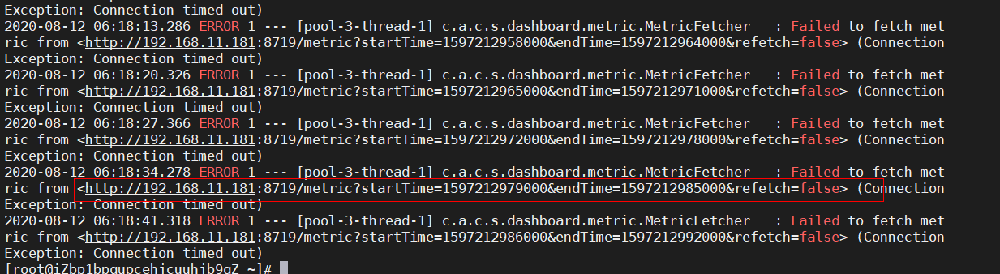 Exception: Connection timed out)
2020-08-12 06:18:13.286 ERROR 1 --- [pool-3-thread-1] c.a.c.s.dashboard.metric.MetricFetcher   : Failed to fetch met
ric from <http://192.168.11.181:8719/metric?startTime=1597212958000&endTime=1597212964000&refetch=false> (Connection
Exception: Connection timed out)
2020-08-12 06:18:20.326 ERROR 1 --- [pool-3-thread-1] c.a.c.s.dashboard.metric.MetricFetcher   : Failed to fetch met
ric from <http://192.168.11.181:8719/metric?startTime=1597212965000&endTime=1597212971000&refetch=false> (Connection
Exception: Connection timed out)
2020-08-12 06:18:27.366 ERROR 1 --- [pool-3-thread-1] c.a.c.s.dashboard.metric.MetricFetcher   : Failed to fetch met
ric from <http://192.168.11.181:8719/metric?startTime=1597212972000&endTime=1597212978000&refetch=false> (Connection
Exception: Connection timed out)
2020-08-12 06:18:34.278 ERROR 1 --- [pool-3-thread-1] c.a.c.s.dashboard.metric.MetricFetcher   : Failed to fetch met
ric from <http://192.168.11.181:8719/metric?startTime=1597212979000&endTime=1597212985000&refetch=false> (Connection
Exception: Connection timed out)
2020-08-12 06:18:41.318 ERROR 1 --- [pool-3-thread-1] c.a.c.s.dashboard.metric.MetricFetcher   : Failed to fetch met
ric from <http://192.168.11.181:8719/metric?startTime=1597212986000&endTime=1597212992000&refetch=false> (Connection
Exception: Connection timed out)
~]#